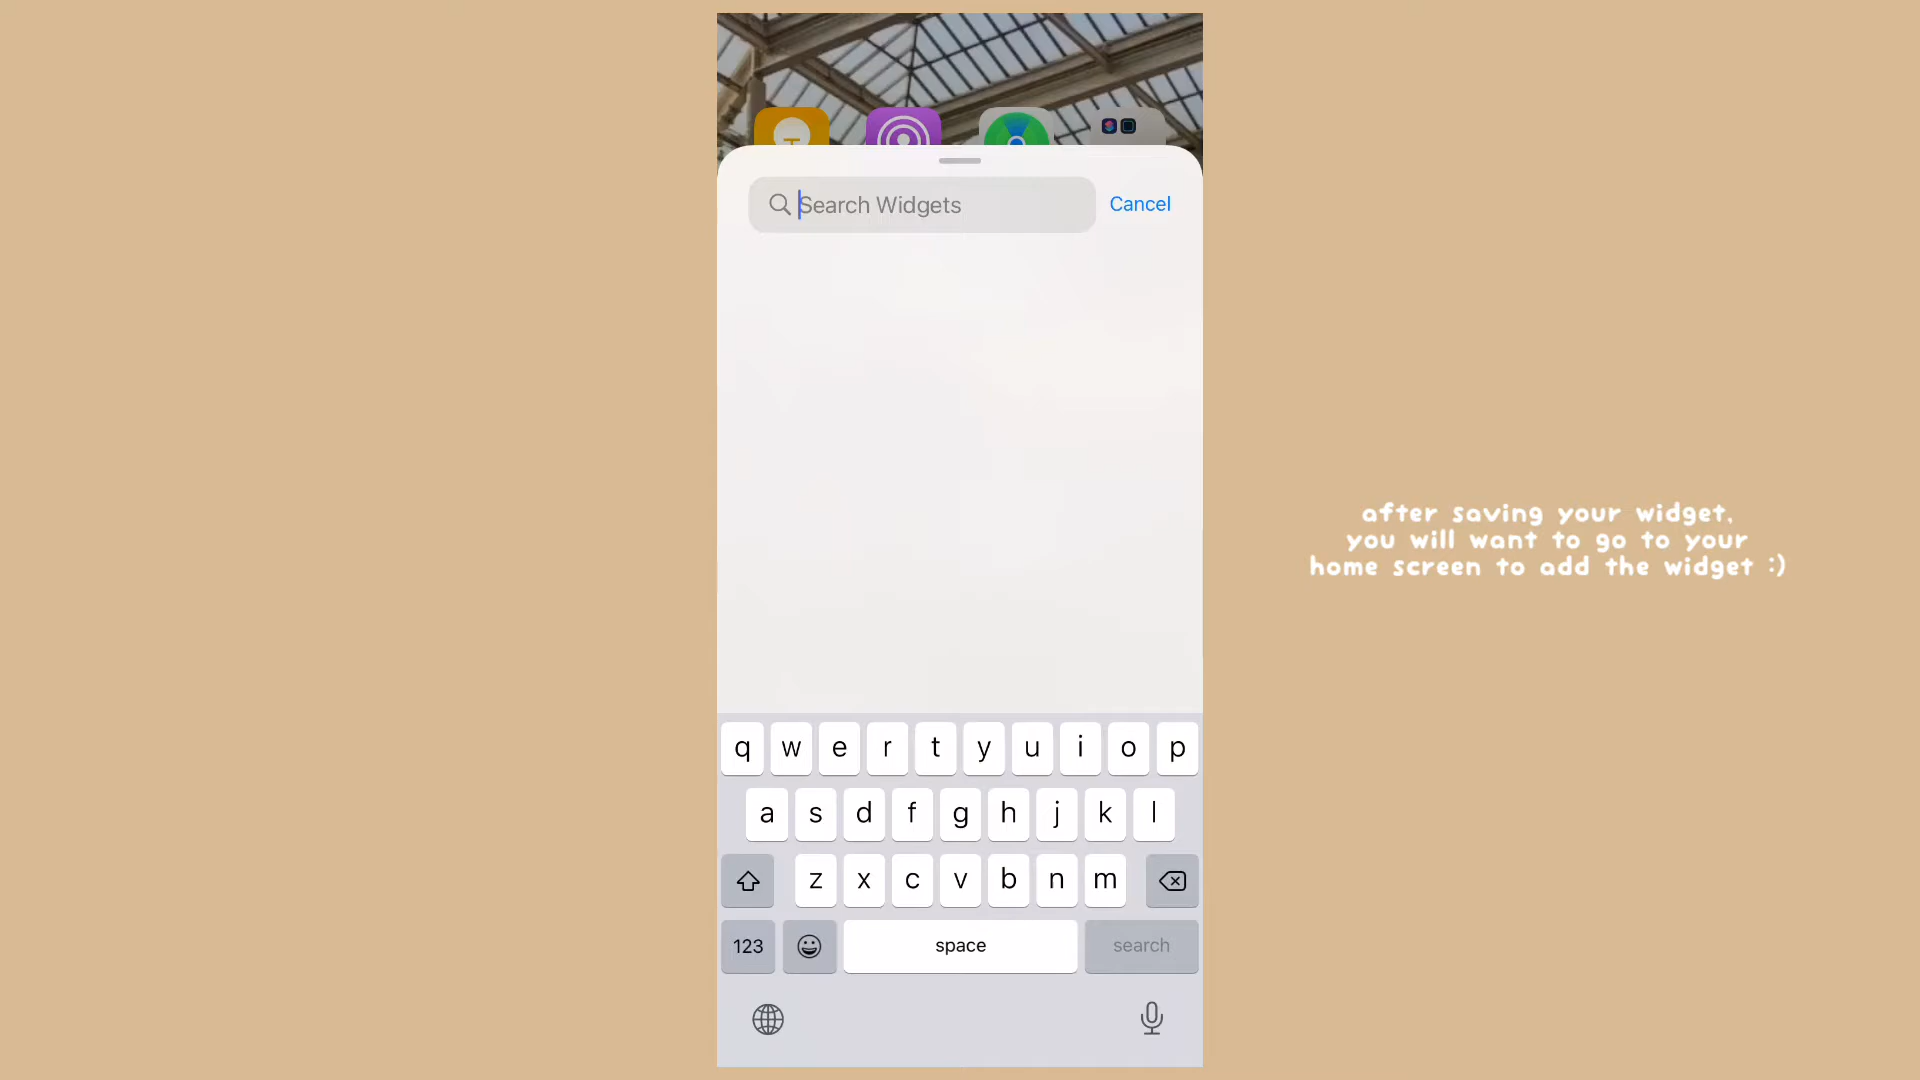 Search Widgets
Cancel
after saving your widget,
you will want to go to your
home screen to add the widget :)
q w e r t y u i o p
a s d f g h j k l
z x c v b n m
123
space
search